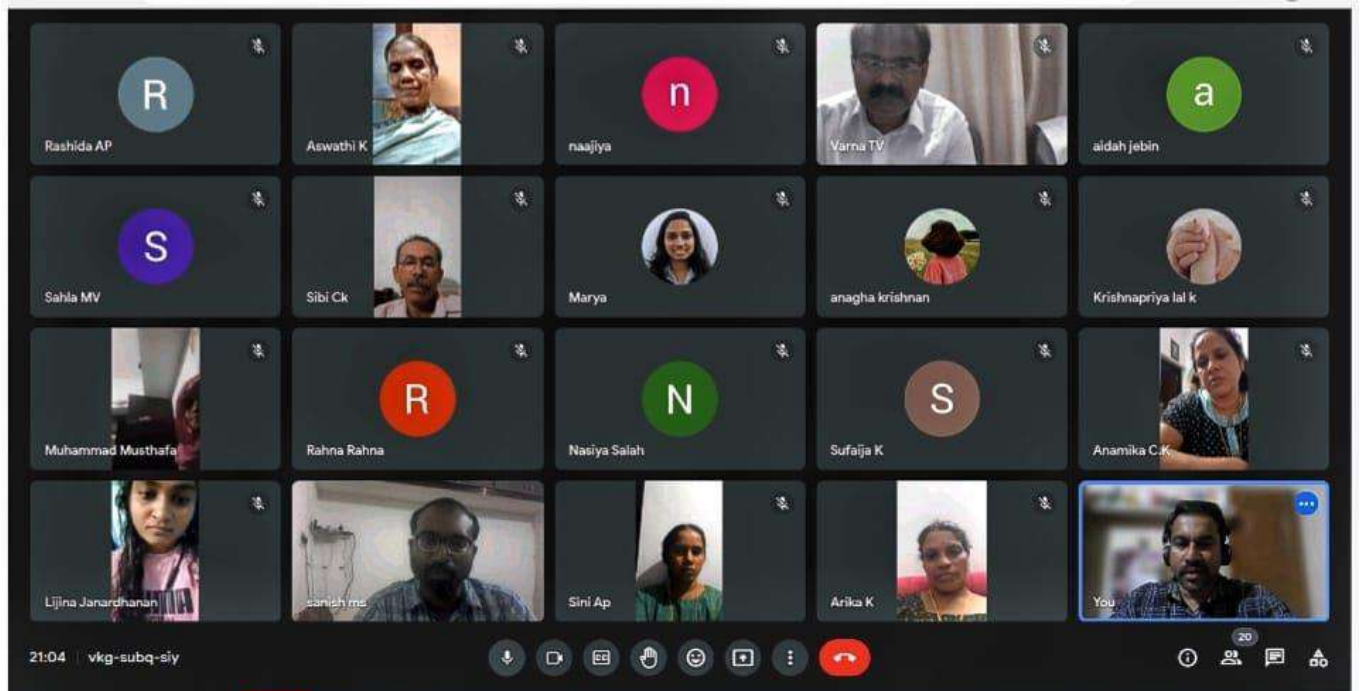 R
Rashida AP
Aswathi K
n
naajiya
Varna TV
a
aidah jebin
S
Sahla MV
Sibi Ck
Marya
anagha krishnan
Krishnapriya lal k
Muhammad Musthafa
R
Rahna Rahna
N
Nasiya Salah
S
Sufaija K
Anamika C.K
Lijina Janardhanan
sanish ms
Sini Ap
Arika K
You
21:04 | vkg-subq-siy
CC
20